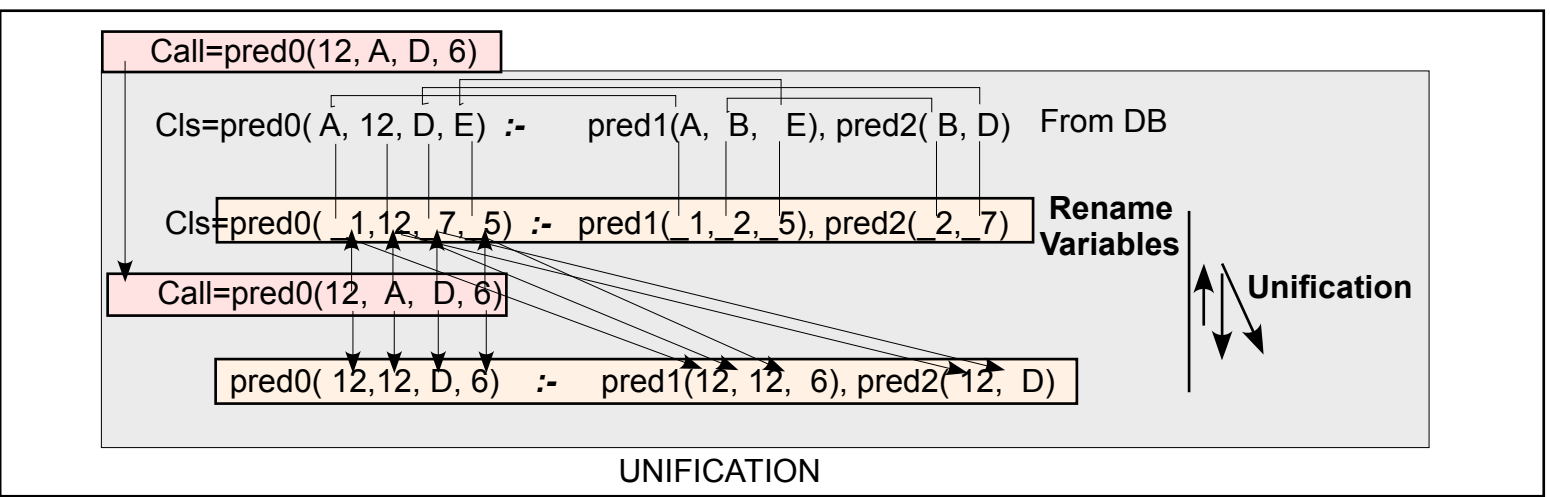 Call=pred0(12, A, D, 6)
Cls=pred0( A, 12, D, E) :- pred1(A, B, E), pred2( B, D) From DB
Cls=pred0( _1,12,_7,_5) :- pred1(_1,_2,_5), pred2(_2,_7) Rename
Variables
Call=pred0(12, A, D, 6)
Unification
pred0( 12,12, D, 6) :- pred1(12, 12, 6), pred2( 12, D)
UNIFICATION